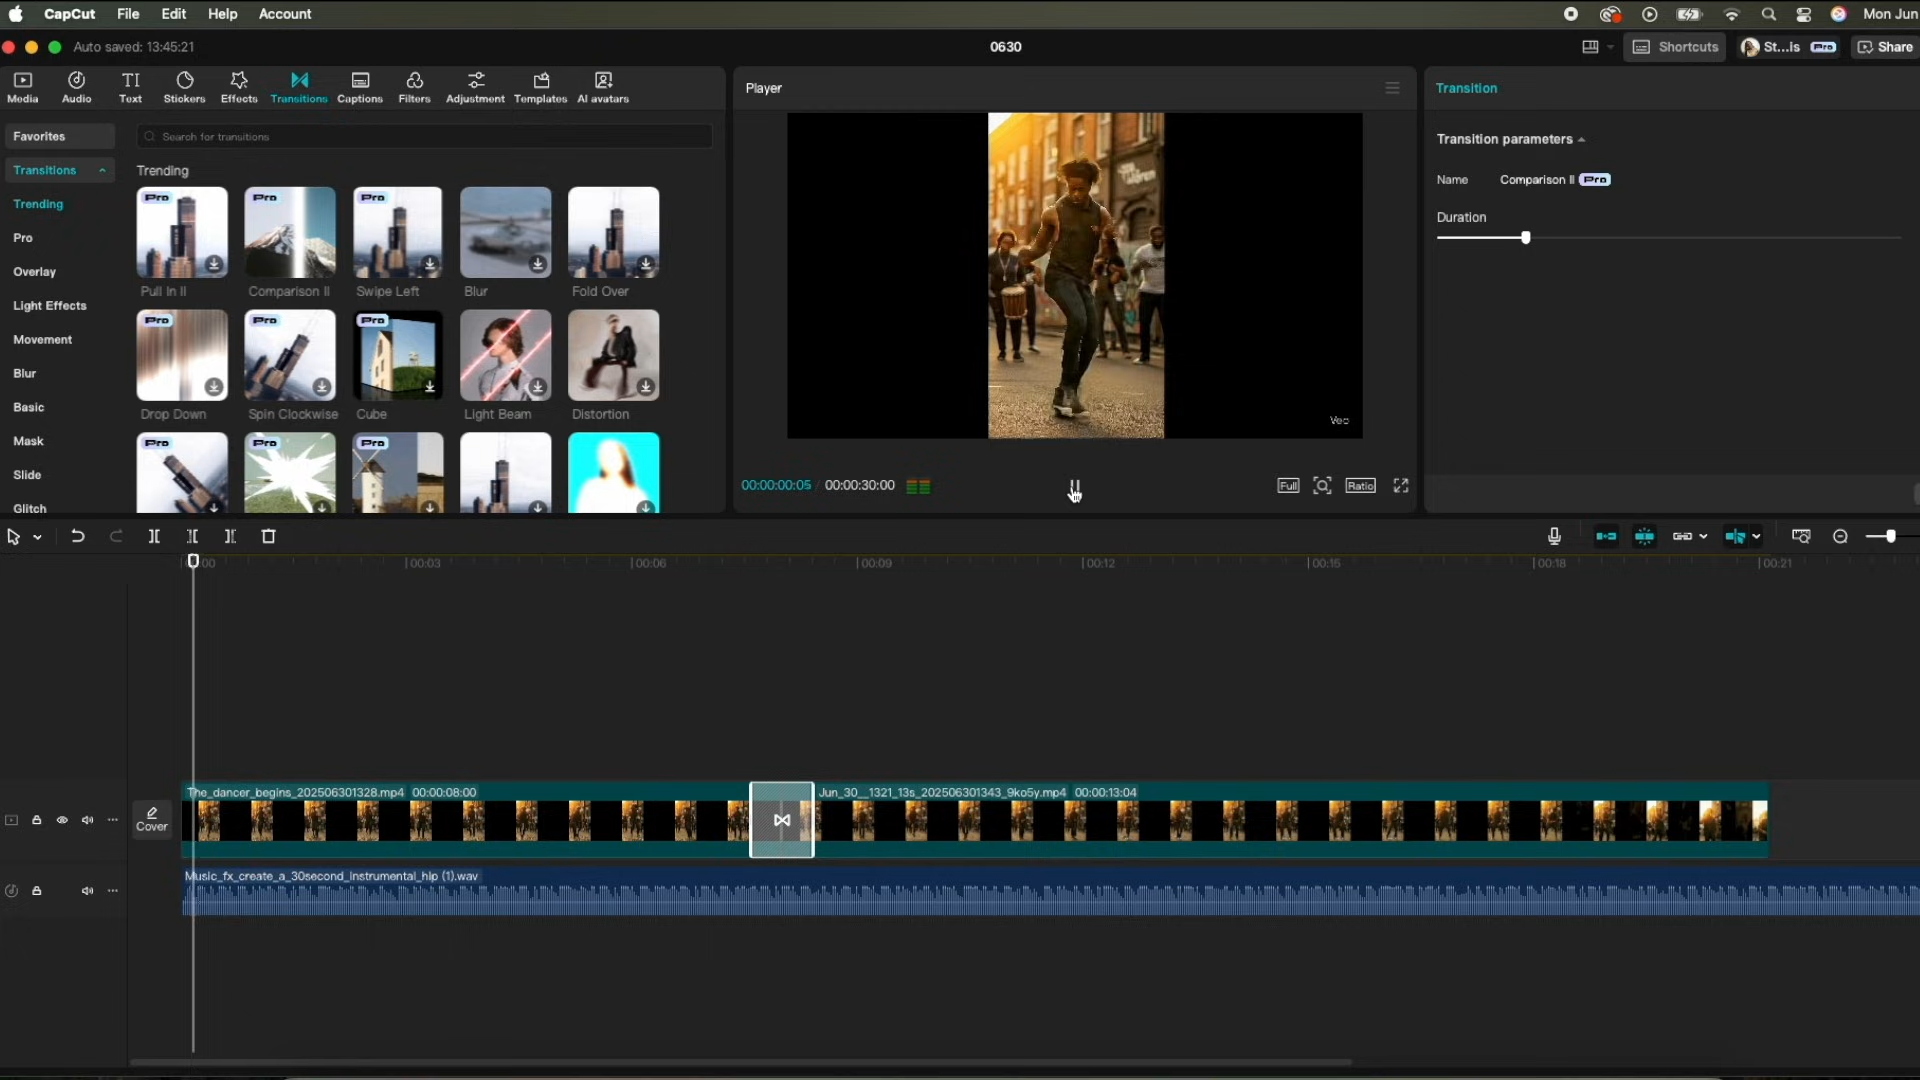 CapCut File Edit Help Account Mon Jun
Auto saved: 13:45:21 0630 Shortcuts St...is Pro Share
Media Audio Text Stickers Effects Transitions Captions Filters Adjustment Templates AI avatars
Player
Transition
Favorites
Search for transitions
Transition parameters
Transitions
Trending
Name Comparison II Pro
Trending
Pro Pro Pro
Duration
Pro
Overlay
Pull In II Comparison II Swipe Left Blur Fold Over
Light Effects
Pro Pro Pro
Movement
Blur
Basic
Drop Down Spin Clockwise Cube Light Beam Distortion
Veo
Mask
Pro Pro Pro
Slide
Glitch
00:00:00:05 / 00:00:30:00
Full Ratio
00:00 00:03 00:06 00:09 00:12 00:15 00:18 00:21
The_dancer_begins_202506301328.mp4 00:00:08:00
Jun_30__1321_13s_202506301343_9ko5y.mp4 00:00:13:04
Cover
Music_fx_create_a_30second_instrumental_hip (1).wav